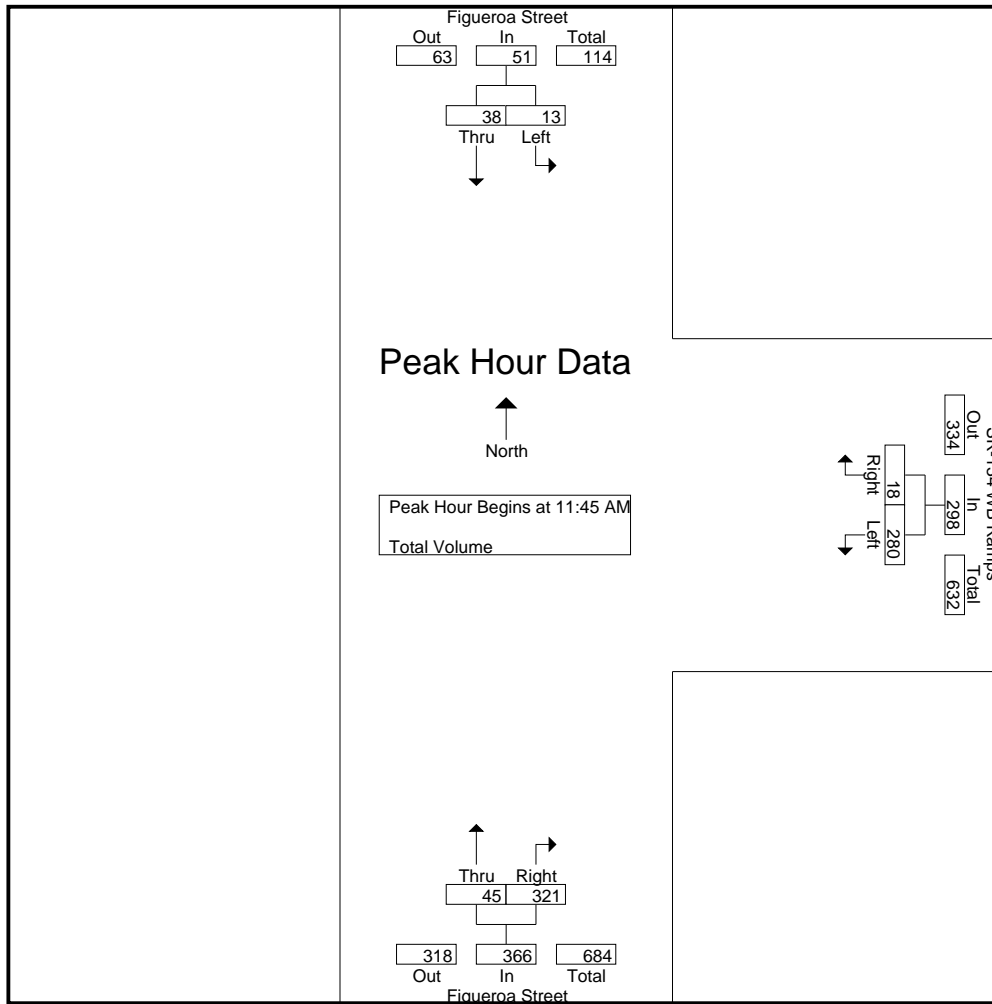 Figueroa Street
Out In Total
63 51 114
38 13
Thru Left
Peak Hour Data
North
Peak Hour Begins at 11:45 AM
Total Volume
Out In Total
334 298 632
Right Left
18 280
Thru Right
45 321
318 366 684
Out In Total
Figueroa Street